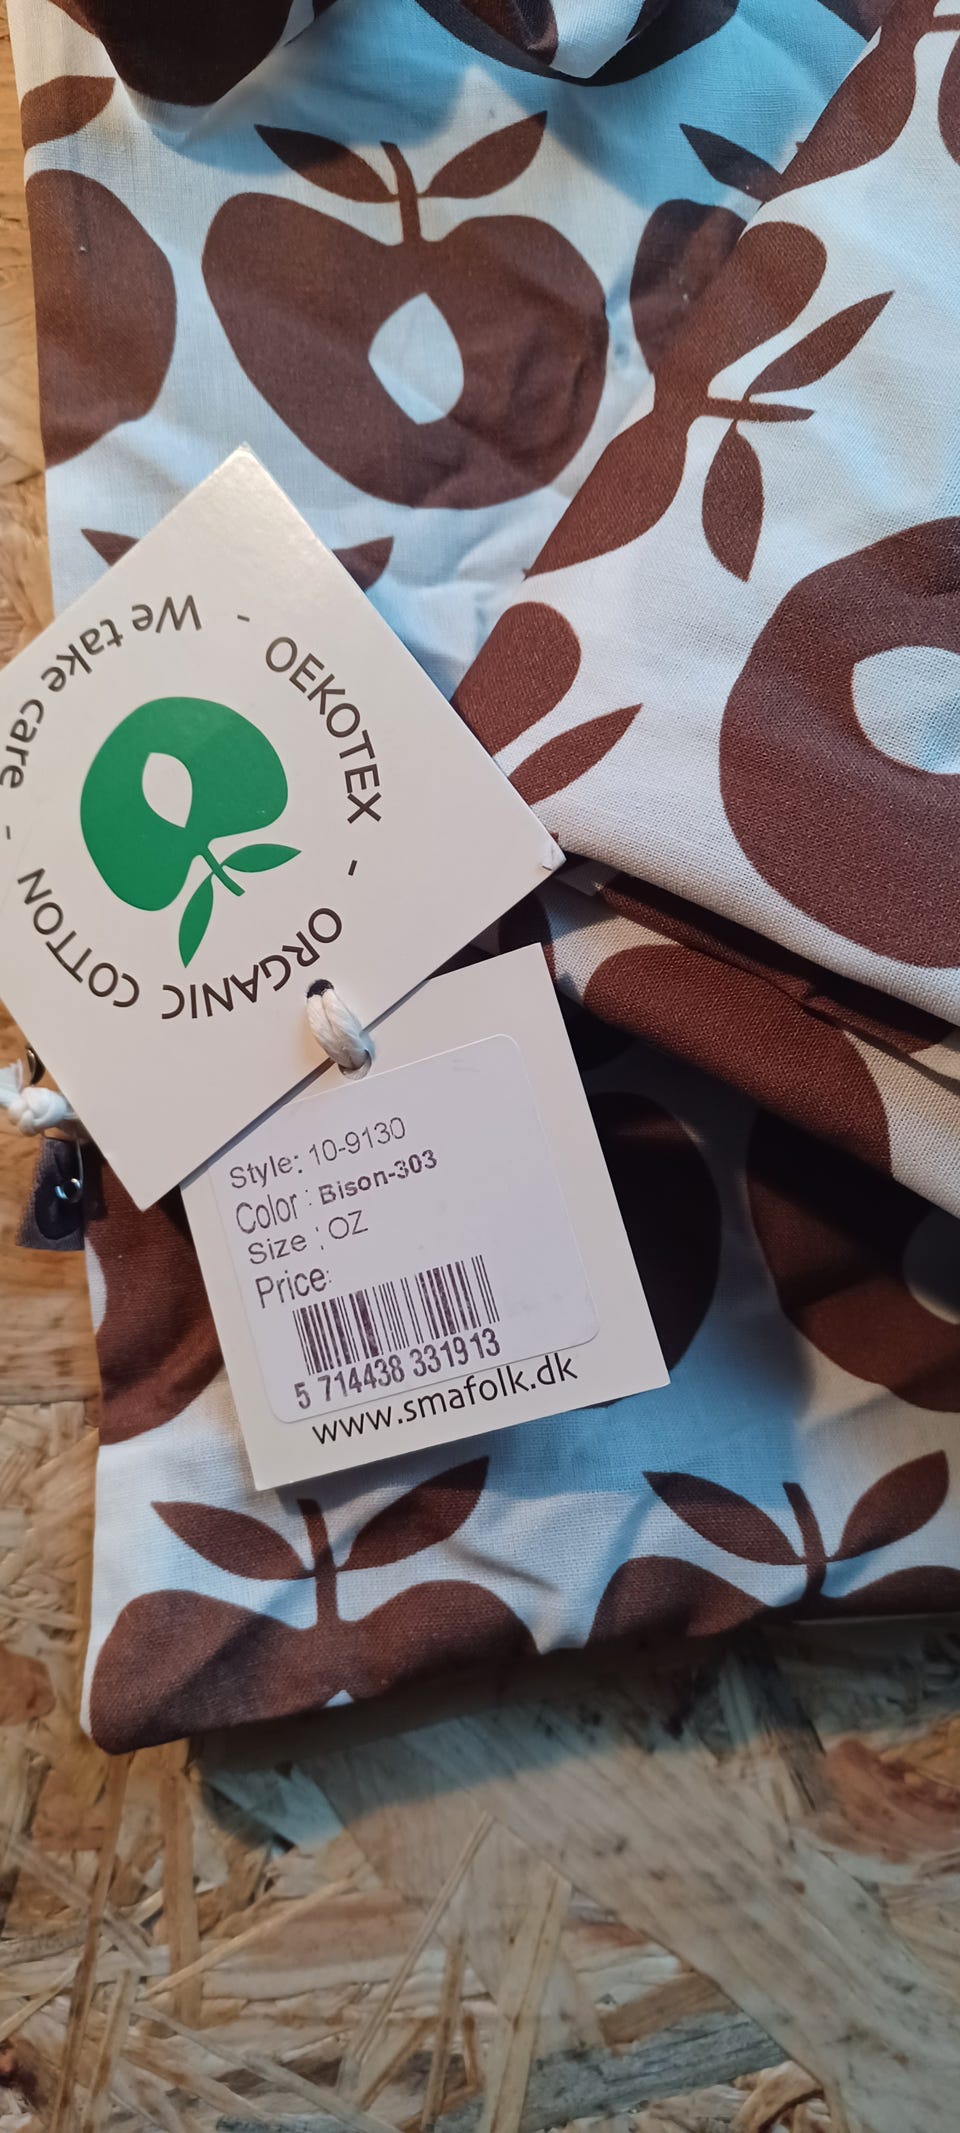 We take care - OEKOTEX - ORGANIC COTTON -
Style: 10-9130
Color : Bison-303
Size : OZ
Price:
5 714438 331913
www.smafolk.dk